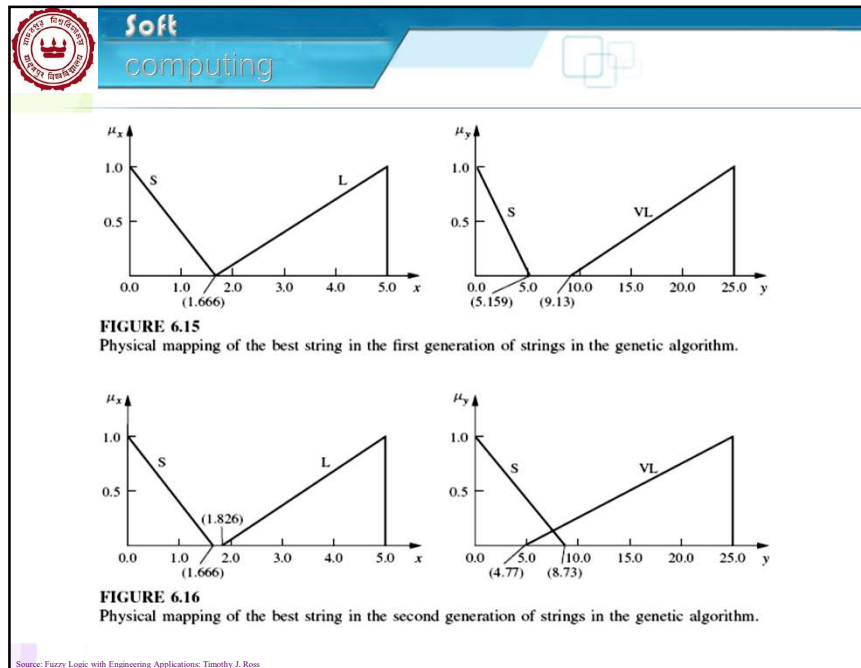 Soft
computing
μx
1.0
S
L
0.5
0.0 1.0 2.0 3.0 4.0 5.0 x
(1.666)
μy
1.0
S
VL
0.5
0.0 5.0 10.0 15.0 20.0 25.0 y
(5.159) (9.13)
FIGURE 6.15
Physical mapping of the best string in the first generation of strings in the genetic algorithm.
μx
1.0
S
L
0.5
(1.826)
0.0 1.0 2.0 3.0 4.0 5.0 x
(1.666)
μy
1.0
S
VL
0.5
0.0 5.0 10.0 15.0 20.0 25.0 y
(4.77) (8.73)
FIGURE 6.16
Physical mapping of the best string in the second generation of strings in the genetic algorithm.
Source: Fuzzy Logic with Engineering Applications: Timothy J. Ross